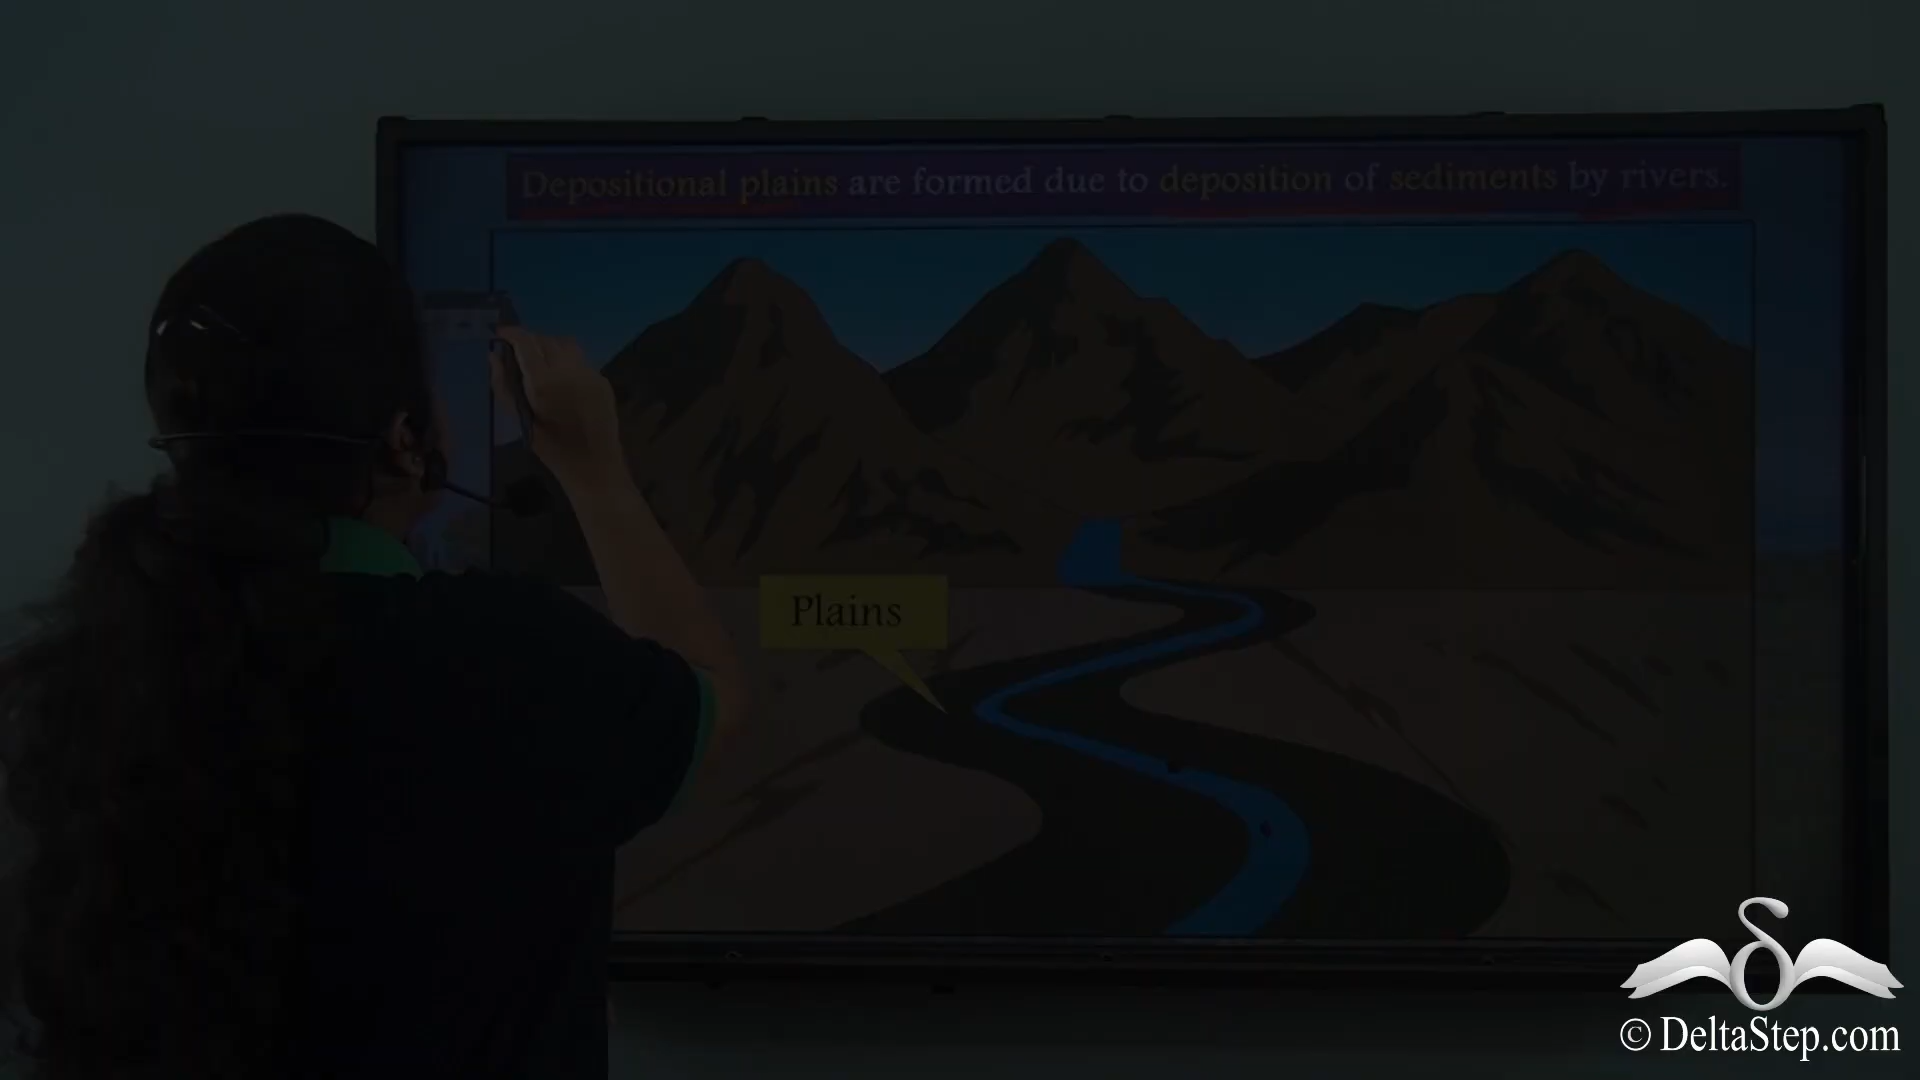 Depositional plains are formed due to deposition of sediments by rivers.
Plains
© DeltaStep.com